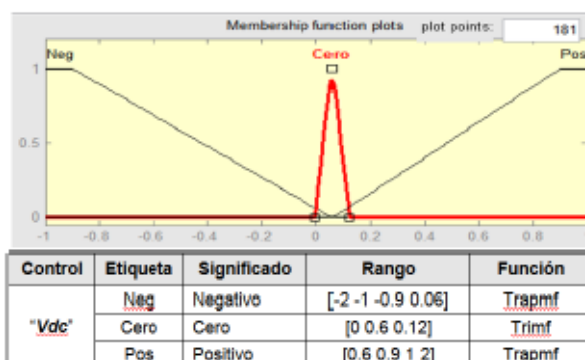 Membership function plots plot points: 181
Neg Cero Pos
1
0.5
0
-1 -0.8 -0.6 -0.4 -0.2 0 0.2 0.4 0.6 0.8
Control Etiqueta Significado Rango Función
"Vdc" Neg Negativo [-2 -1 -0.9 0.06] Trapmf
Cero Cero [0 0.6 0.12] Trimf
Pos Positivo [0.6 0.9 1 2] Trapmf